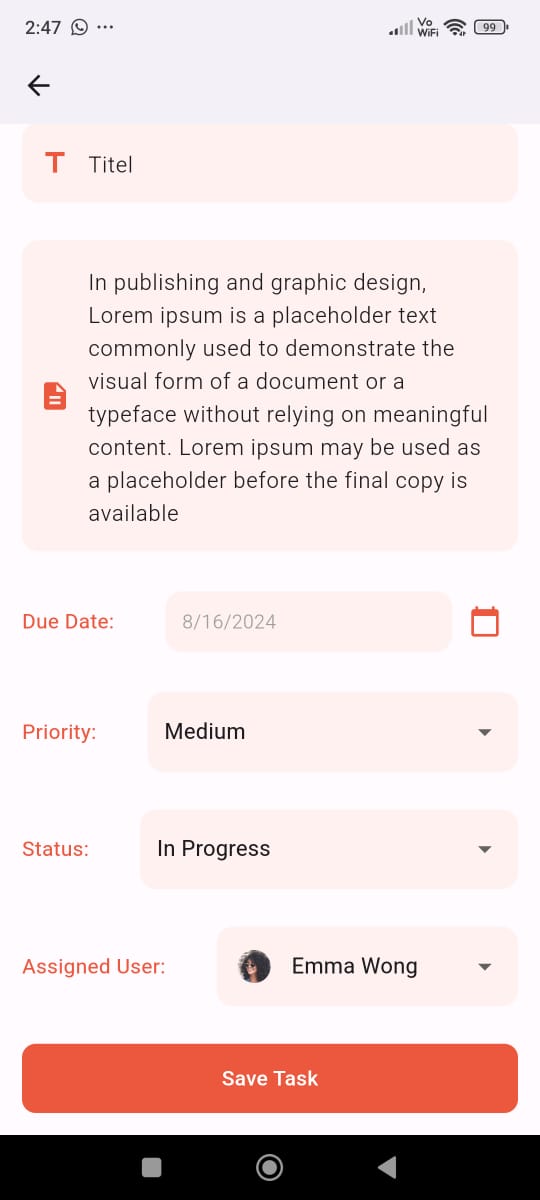 2:47
Vo
WiFi
99
Titel
In publishing and graphic design,
Lorem ipsum is a placeholder text
commonly used to demonstrate the
visual form of a document or a
typeface without relying on meaningful
content. Lorem ipsum may be used as
a placeholder before the final copy is
available
Due Date: 8/16/2024
Priority: Medium
Status: In Progress
Assigned User: Emma Wong
Save Task